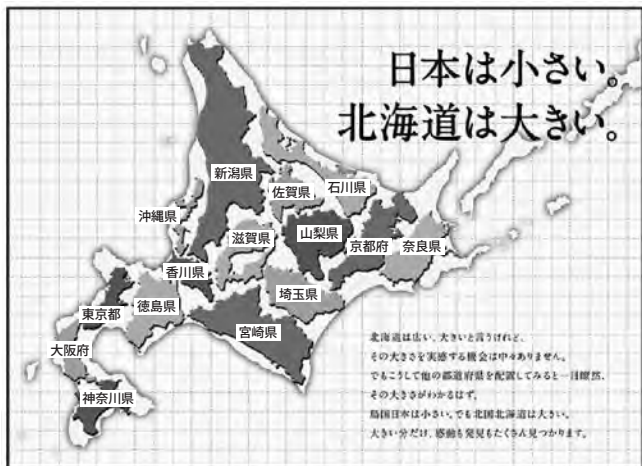 日本は小さい。
北海道は大きい。
新潟県
佐賀県
石川県
沖縄県
滋賀県
山梨県
京都府
奈良県
香川県
埼玉県
東京都
徳島県
宮崎県
大阪府
神奈川県
北海道は広い、大きいと言うけれど、
その大きさを実感する機会は中々ありません。
でもこうして他の都道府県を配置してみると一目瞭然、
その大きさがわかるはず。
島国日本は小さい。でも北国北海道は大きい。
大きい分だけ、感動も発見もたくさん見つかります。